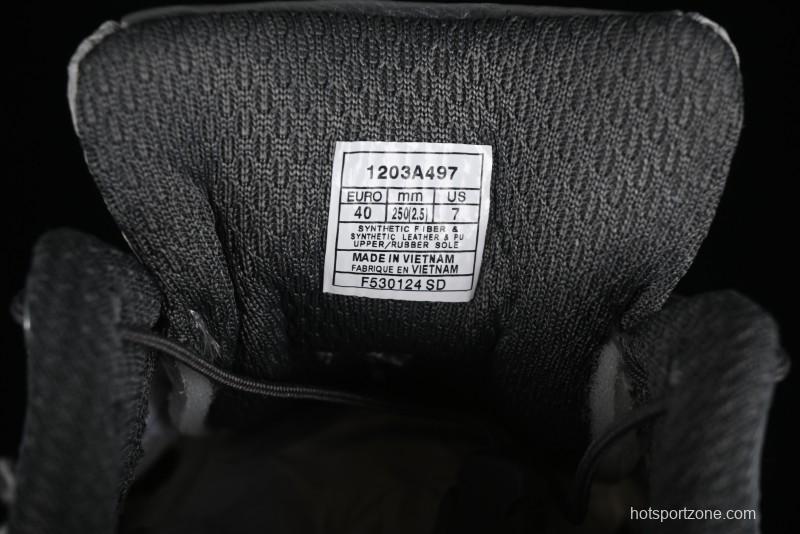 1203A497
EURO mm US
40 250(2.5) 7
SYNTHETIC FIBER &
SYNTHETIC LEATHER & PU
UPPER/RUBBER SOLE
MADE IN VIETNAM
FABRIQUE EN VIETNAM
F530124 SD
hotsportzone.com